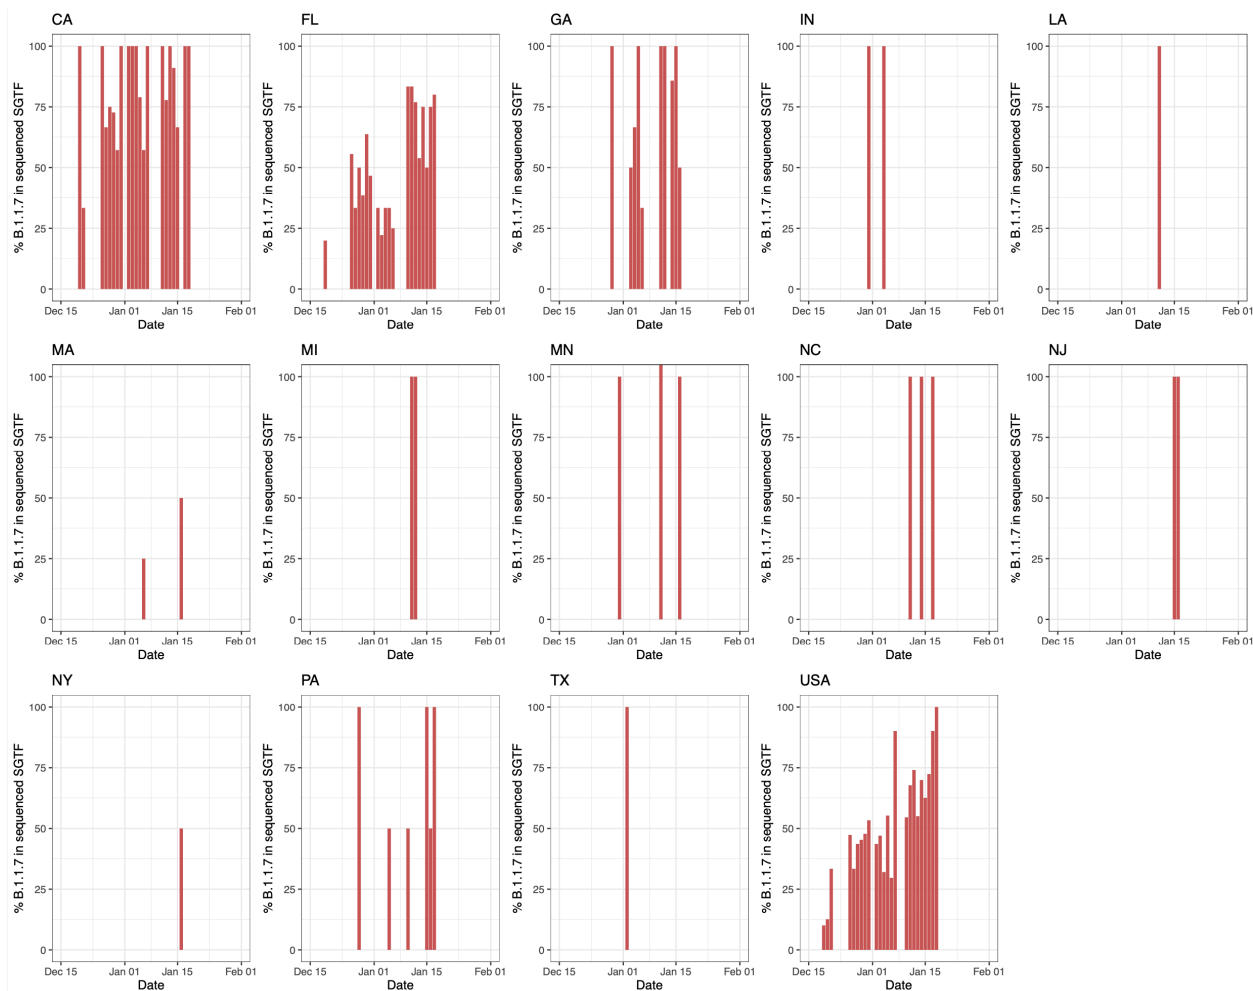 CA
% B.1.1.7 in sequenced SGTF
100
75
50
25
0
Dec 15 Jan 01 Jan 15 Feb 01
Date
FL
% B.1.1.7 in sequenced SGTF
100
75
50
25
0
Dec 15 Jan 01 Jan 15 Feb 01
Date
GA
% B.1.1.7 in sequenced SGTF
100
75
50
25
0
Dec 15 Jan 01 Jan 15 Feb 01
Date
IN
% B.1.1.7 in sequenced SGTF
100
75
50
25
0
Dec 15 Jan 01 Jan 15 Feb 01
Date
LA
% B.1.1.7 in sequenced SGTF
100
75
50
25
0
Dec 15 Jan 01 Jan 15 Feb 01
Date
MA
% B.1.1.7 in sequenced SGTF
100
75
50
25
0
Dec 15 Jan 01 Jan 15 Feb 01
Date
MI
% B.1.1.7 in sequenced SGTF
100
75
50
25
0
Dec 15 Jan 01 Jan 15 Feb 01
Date
MN
% B.1.1.7 in sequenced SGTF
100
75
50
25
0
Dec 15 Jan 01 Jan 15 Feb 01
Date
NC
% B.1.1.7 in sequenced SGTF
100
75
50
25
0
Dec 15 Jan 01 Jan 15 Feb 01
Date
NJ
% B.1.1.7 in sequenced SGTF
100
75
50
25
0
Dec 15 Jan 01 Jan 15 Feb 01
Date
NY
% B.1.1.7 in sequenced SGTF
100
75
50
25
0
Dec 15 Jan 01 Jan 15 Feb 01
Date
PA
% B.1.1.7 in sequenced SGTF
100
75
50
25
0
Dec 15 Jan 01 Jan 15 Feb 01
Date
TX
% B.1.1.7 in sequenced SGTF
100
75
50
25
0
Dec 15 Jan 01 Jan 15 Feb 01
Date
USA
% B.1.1.7 in sequenced SGTF
100
75
50
25
0
Dec 15 Jan 01 Jan 15 Feb 01
Date